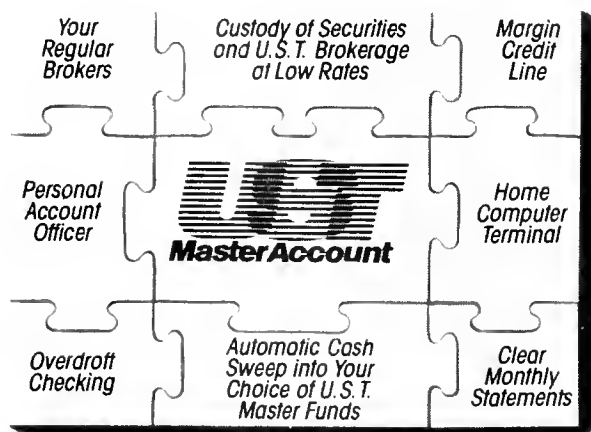 Your
Regular
Brokers
Custody of Securities
and U.S.T. Brokerage
at Low Rates
Margin
Credit
Line
Personal
Account
Officer
UST
MasterAccount
Home
Computer
Terminal
Overdraft
Checking
Automatic Cash
Sweep into Your
Choice of U.S.T.
Master Funds
Clear
Monthly
Statements